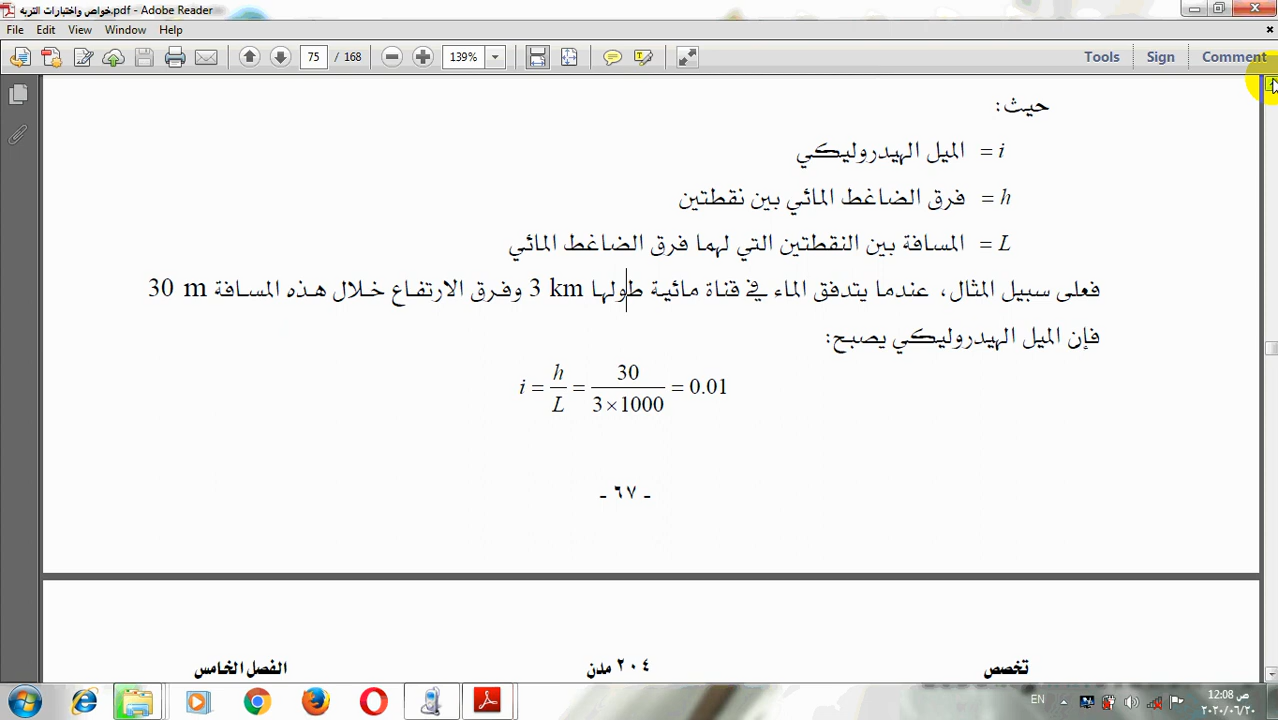 خواص واختبارات التربه.pdf - Adobe Reader
File Edit View Window Help
75 / 168 139% Tools Sign Comment
حيث:
i = الميل الهيدروليكي
h = فرق الضاغط المائي بين نقطتين
L = المسافة بين النقطتين التي لهما فرق الضاغط المائي
فعلى سبيل المثال، عندما يتدفق الماء في قناة مائية طولها 3 km وفرق الارتفاع خلال هذه المسافة 30 m
فإن الميل الهيدروليكي يصبح:
i = h/L = 30/(3×1000) = 0.01
- ٦٧ -
تخصص ٢٠٤ مدن الفصل الخامس
EN 12:08 ص
٢٠٢٠/٠٦/٢٠